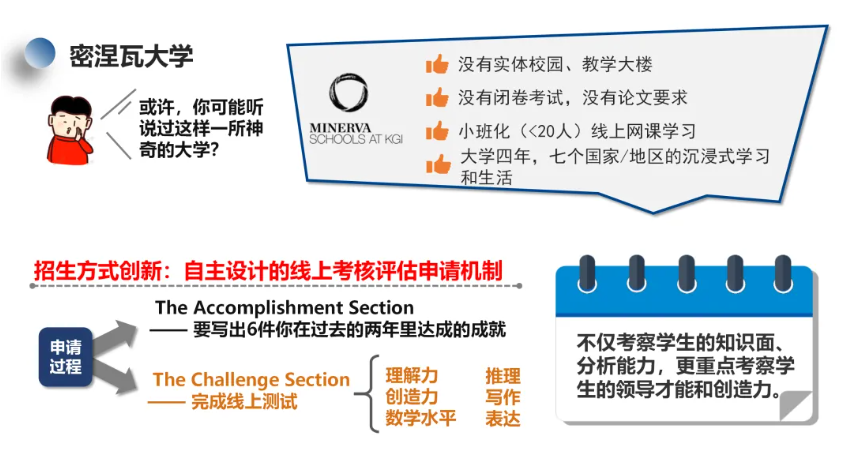 密涅瓦大学
或许，你可能听
说过这样一所神
奇的大学？
MINERVA
SCHOOLS AT KGI
没有实体校园、教学大楼
没有闭卷考试，没有论文要求
小班化（<20人）线上网课学习
大学四年，七个国家/地区的沉浸式学习
和生活
招生方式创新：自主设计的线上考核评估申请机制
申请
过程
The Accomplishment Section
—— 要写出6件你在过去的两年里达成的成就
The Challenge Section
—— 完成线上测试
理解力 推理
创造力 写作
数学水平 表达
不仅考察学生的知识面、
分析能力，更重点考察学
生的领导才能和创造力。